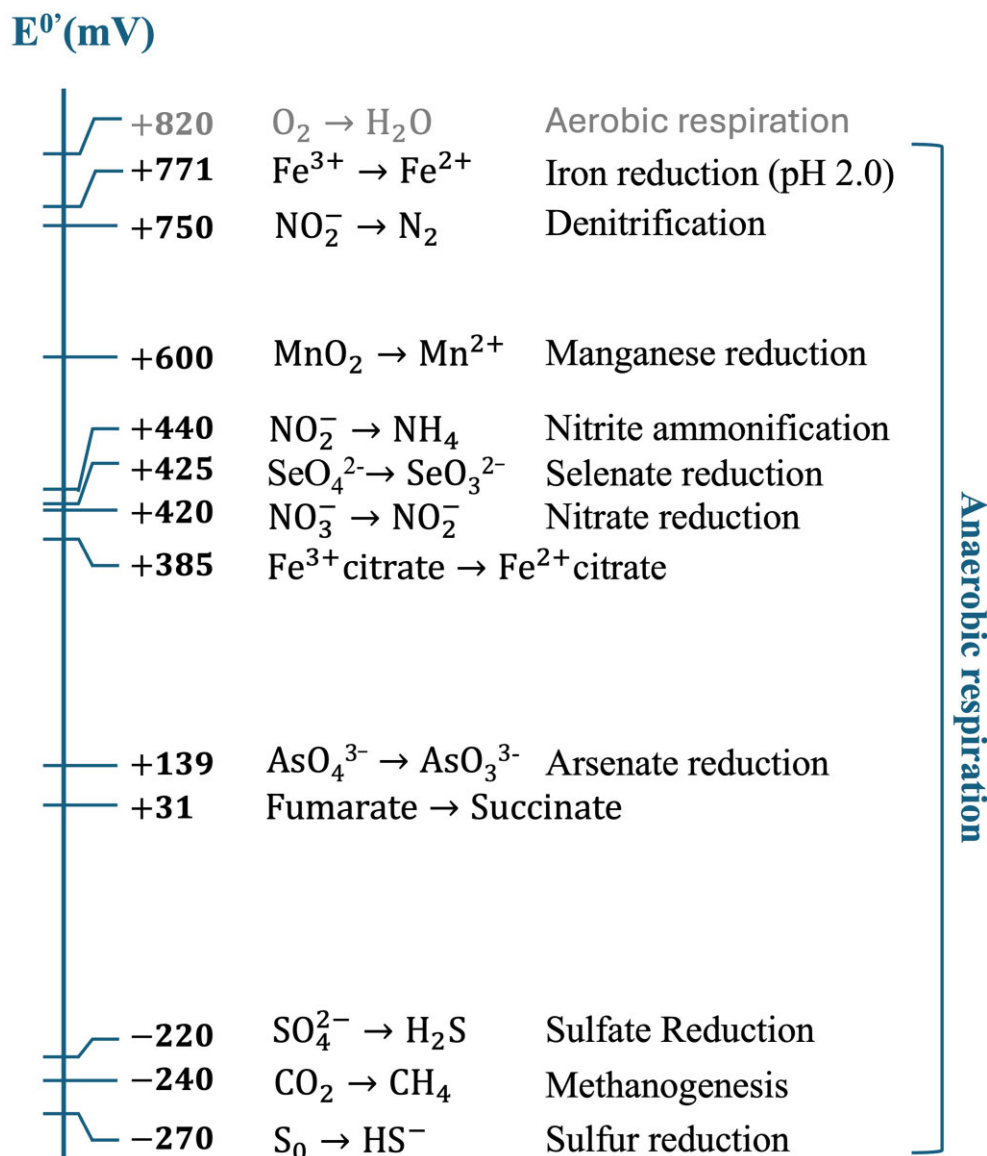 E⁰'(mV)
+820 O₂ → H₂O Aerobic respiration
+771 Fe³⁺ → Fe²⁺ Iron reduction (pH 2.0)
+750 NO₂⁻ → N₂ Denitrification
+600 MnO₂ → Mn²⁺ Manganese reduction
+440 NO₂⁻ → NH₄ Nitrite ammonification
+425 SeO₄²⁻→ SeO₃²⁻ Selenate reduction
+420 NO₃⁻ → NO₂⁻ Nitrate reduction
+385 Fe³⁺citrate → Fe²⁺citrate
+139 AsO₄³⁻ → AsO₃³⁻ Arsenate reduction
+31 Fumarate → Succinate
−220 SO₄²⁻ → H₂S Sulfate Reduction
−240 CO₂ → CH₄ Methanogenesis
−270 S₀ → HS⁻ Sulfur reduction
Anaerobic respiration